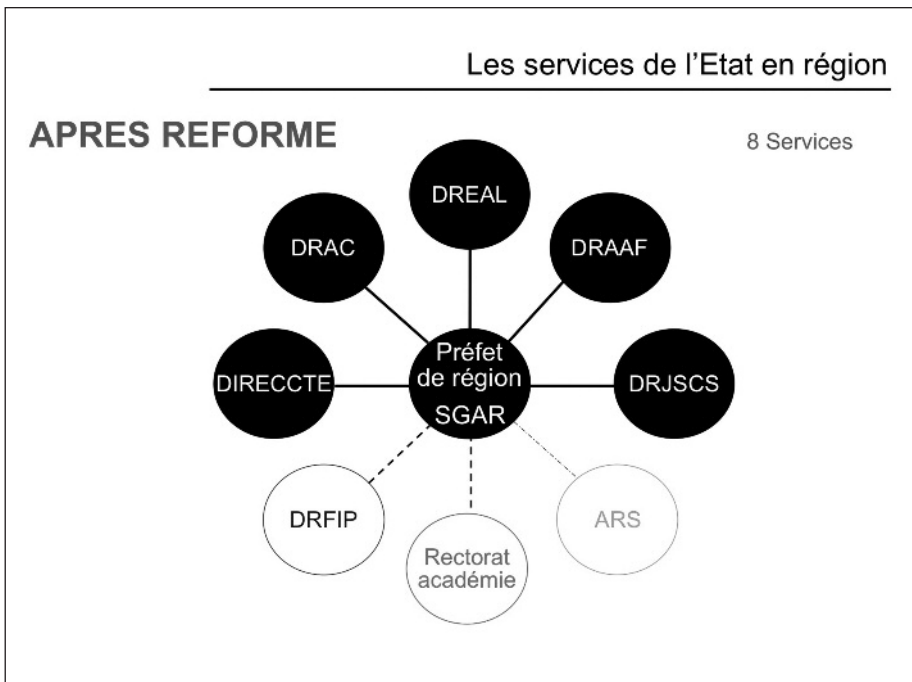 Les services de l'Etat en région
APRES REFORME
8 Services
DREAL
DRAC
DRAAF
Préfet
de région
SGAR
DIRECCTE
DRJSCS
DRFIP
Rectorat
académie
ARS